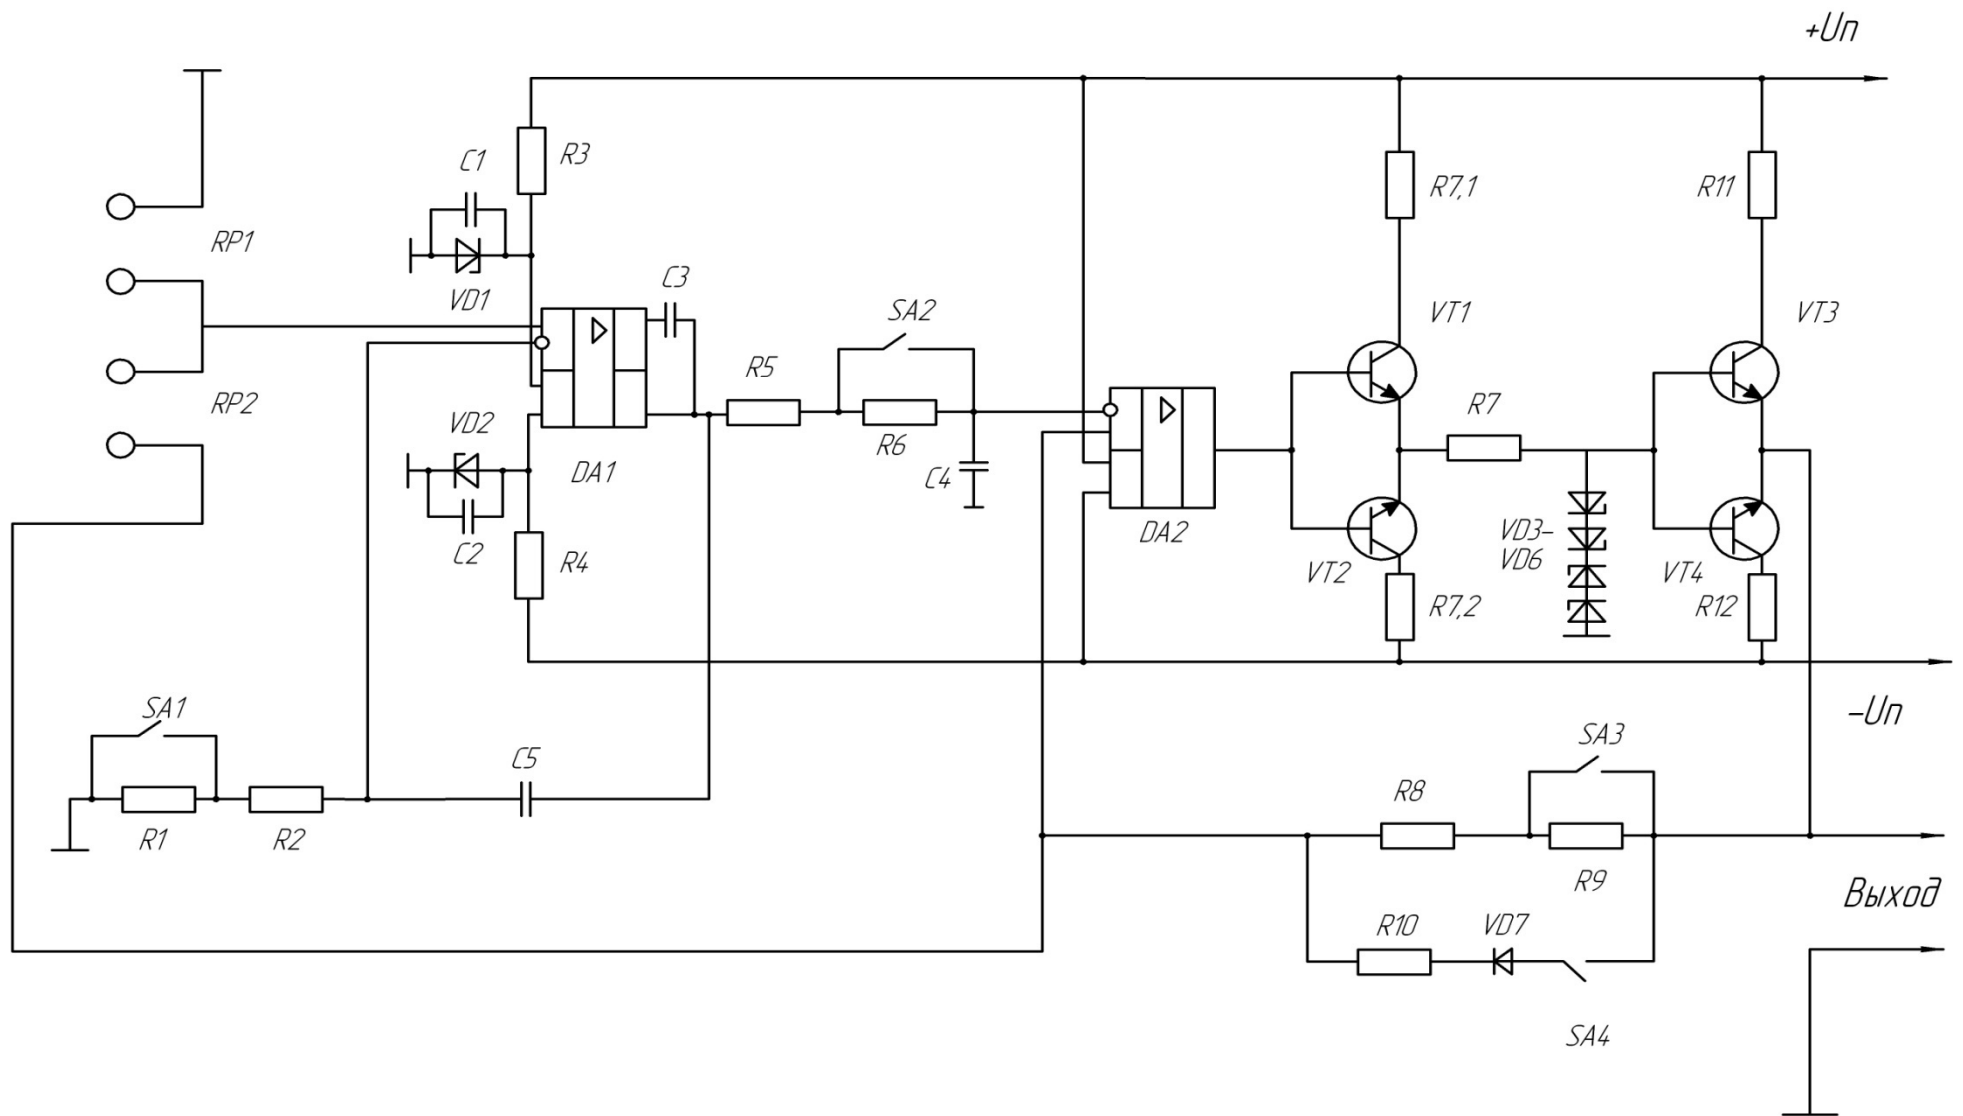 +Uп
C1
R3
R7,1
R11
RP1
C3
VD1
SA2
VT1
VT3
R5
RP2
VD2
R7
R6
DA1
C4
DA2
VD3-
VD6
C2
R4
VT2
VT4
R7,2
R12
SA1
-Uп
SA3
C5
R8
R1
R2
R9
Выход
R10
VD7
SA4